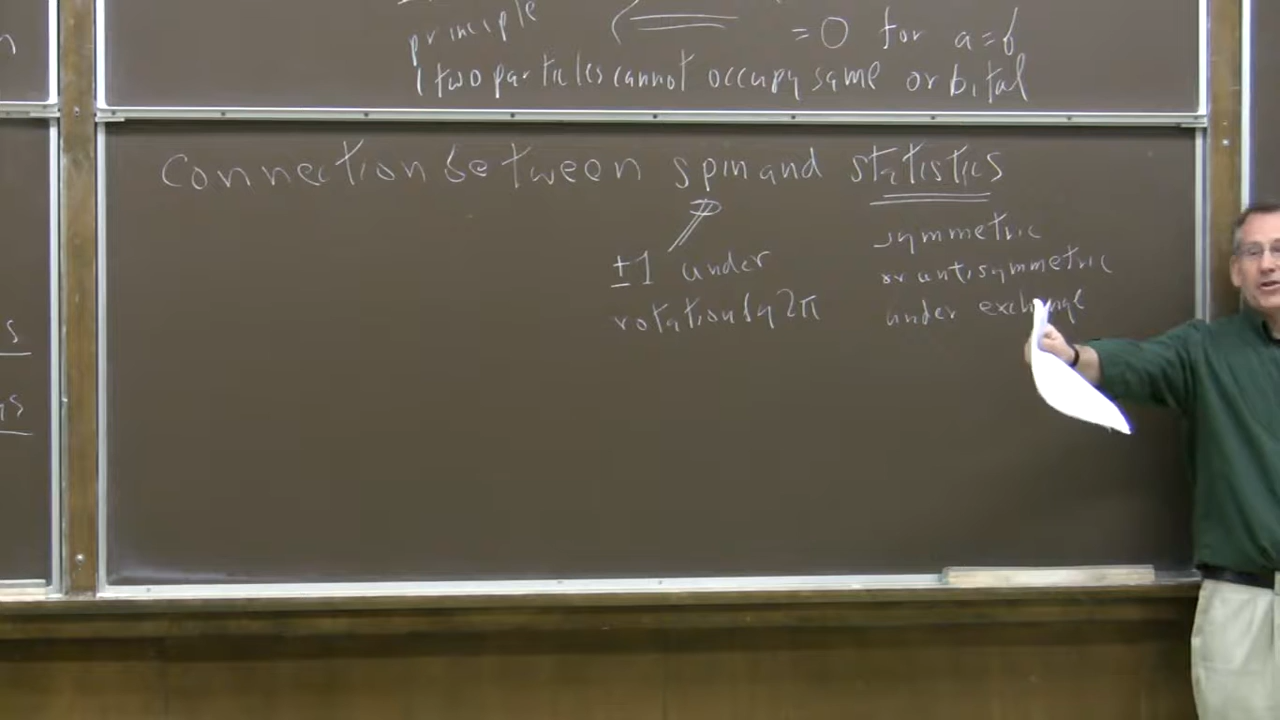 principle
= 0 for a = b
(two particles cannot occupy same orbital
Connection between spin and statistics
±1 under
rotation by 2π
symmetric
or antisymmetric
under exchange